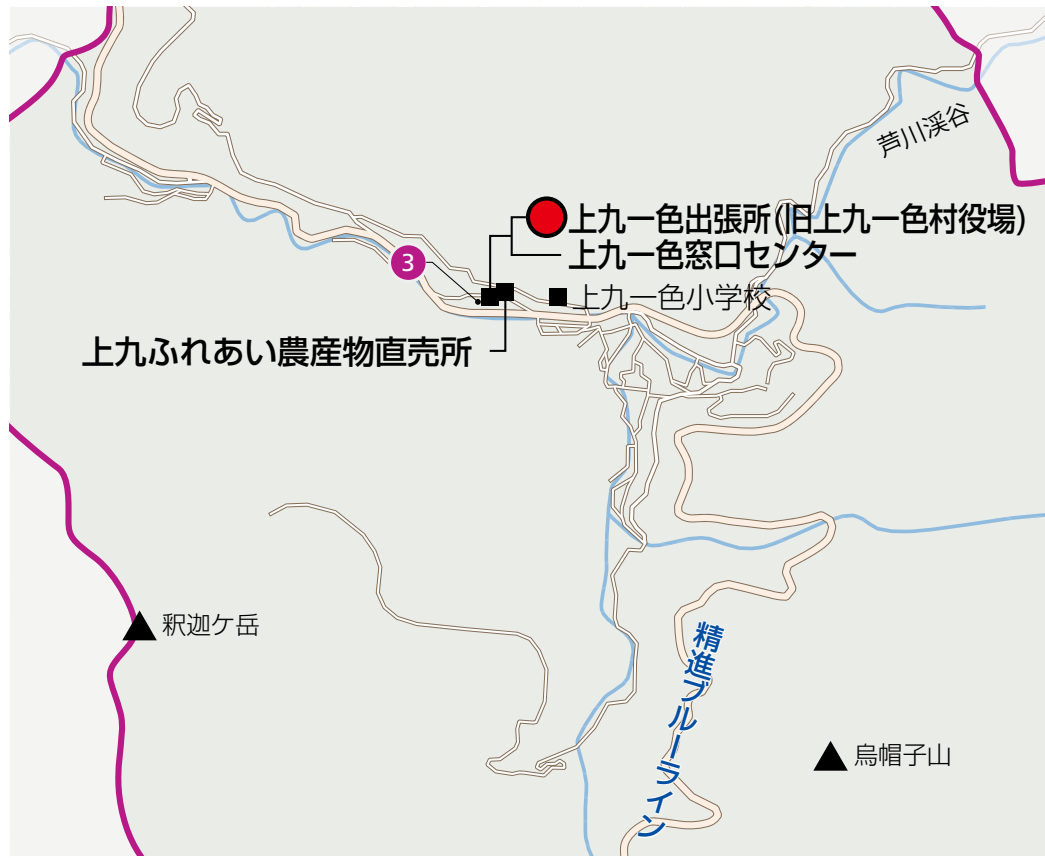 芦川渓谷
上九一色出張所(旧上九一色村役場)
上九一色窓口センター
3
上九一色小学校
上九ふれあい農産物直売所
釈迦ケ岳
精進ブルーライン
烏帽子山